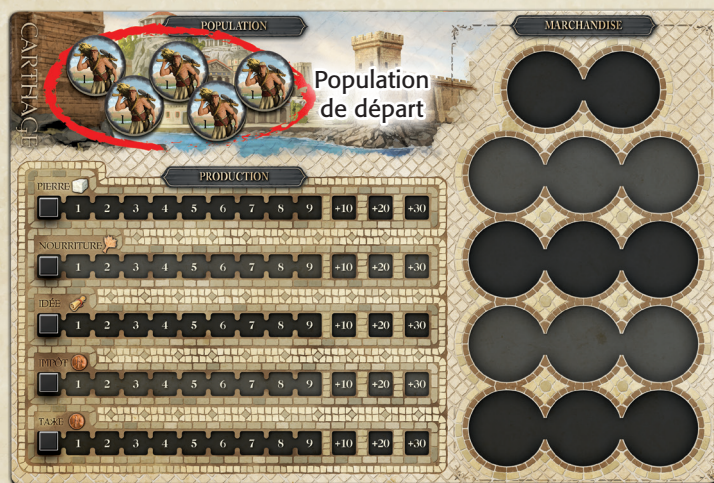 CARTHAGE
POPULATION
Population
de départ
MARCHANDISE
PRODUCTION
PIERRE
1 2 3 4 5 6 7 8 9 +10 +20 +30
NOURRITURE
1 2 3 4 5 6 7 8 9 +10 +20 +30
IDÉE
1 2 3 4 5 6 7 8 9 +10 +20 +30
IMPÔT
1 2 3 4 5 6 7 8 9 +10 +20 +30
TAXE
1 2 3 4 5 6 7 8 9 +10 +20 +30